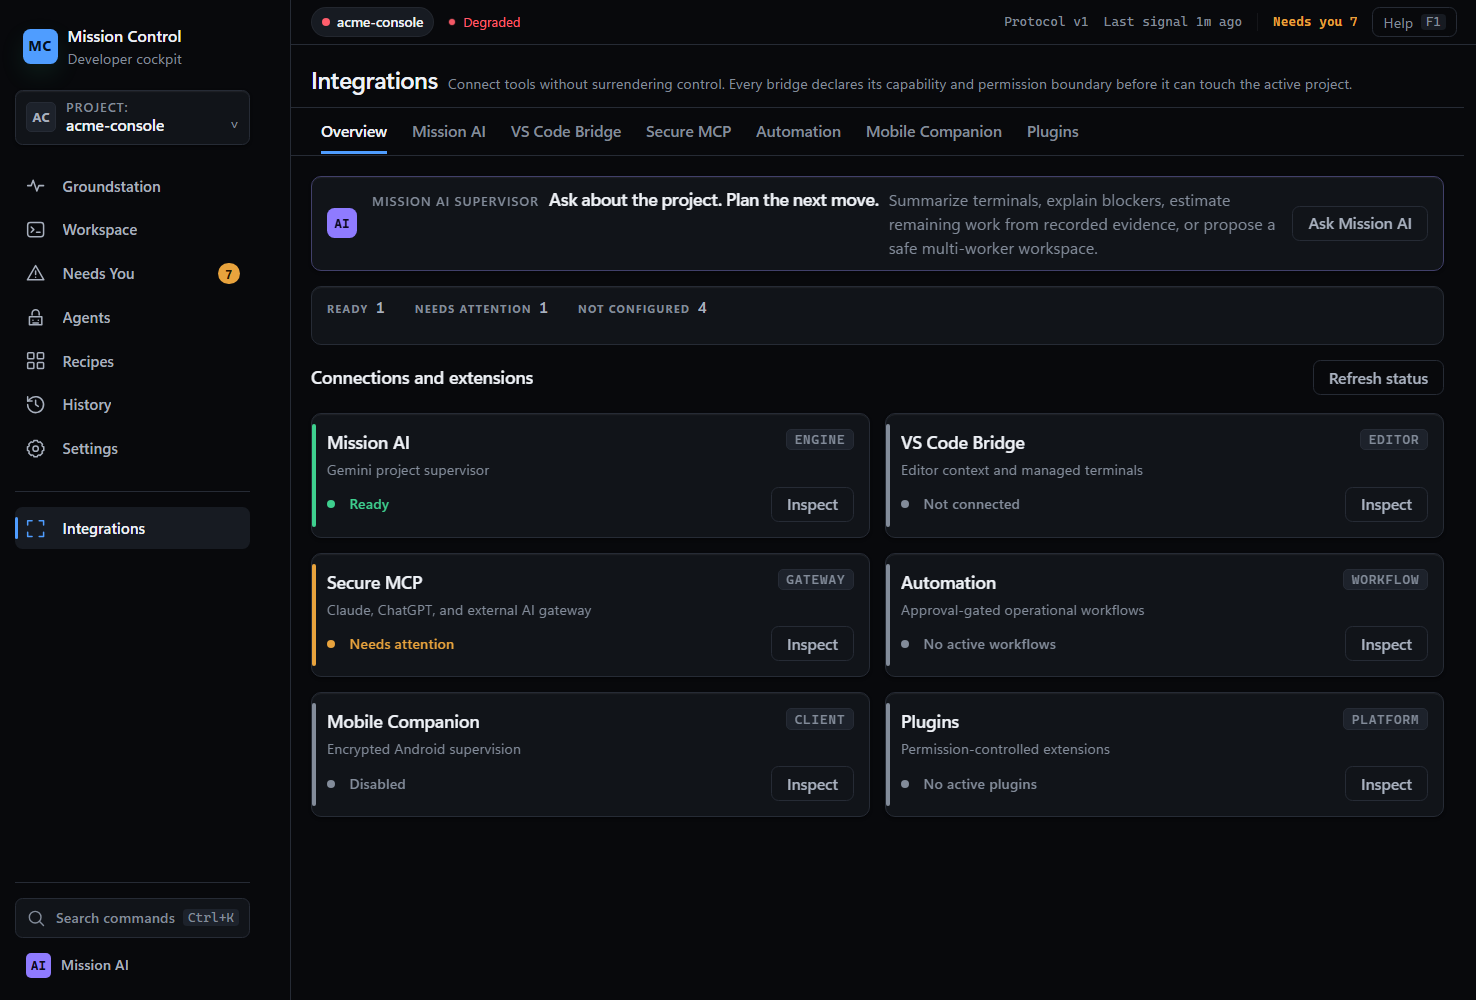 MC
Mission Control
Developer cockpit
AC
PROJECT:
acme-console
v
Groundstation
Workspace
Needs You
7
Agents
Recipes
History
Settings
Integrations
Search commands Ctrl+K
AI Mission AI
acme-console
Degraded
Protocol v1
Last signal 1m ago
Needs you 7
Help F1
Integrations
Connect tools without surrendering control. Every bridge declares its capability and permission boundary before it can touch the active project.
Overview
Mission AI
VS Code Bridge
Secure MCP
Automation
Mobile Companion
Plugins
AI
MISSION AI SUPERVISOR
Ask about the project. Plan the next move.
Summarize terminals, explain blockers, estimate
remaining work from recorded evidence, or propose a
safe multi-worker workspace.
Ask Mission AI
READY 1
NEEDS ATTENTION 1
NOT CONFIGURED 4
Connections and extensions
Refresh status
Mission AI
ENGINE
Gemini project supervisor
Ready
Inspect
VS Code Bridge
EDITOR
Editor context and managed terminals
Not connected
Inspect
Secure MCP
GATEWAY
Claude, ChatGPT, and external AI gateway
Needs attention
Inspect
Automation
WORKFLOW
Approval-gated operational workflows
No active workflows
Inspect
Mobile Companion
CLIENT
Encrypted Android supervision
Disabled
Inspect
Plugins
PLATFORM
Permission-controlled extensions
No active plugins
Inspect